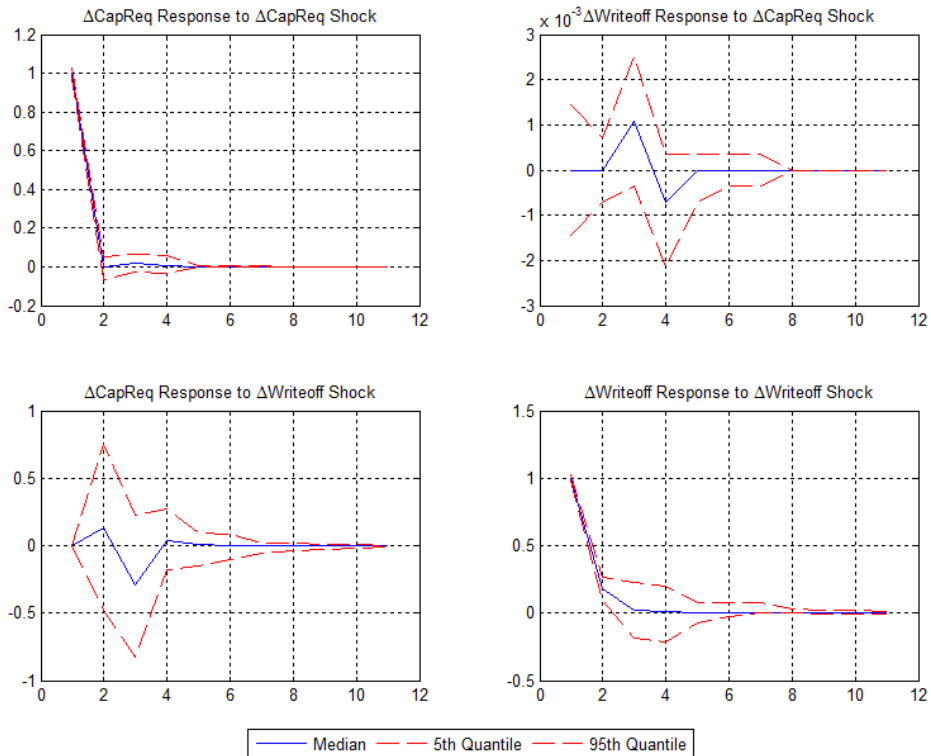 ΔCapReq Response to ΔCapReq Shock
1.2
1
0.8
0.6
0.4
0.2
0
-0.2
0 2 4 6 8 10 12
ΔWriteoff Response to ΔCapReq Shock
x 10^-3
3
2
1
0
-1
-2
-3
0 2 4 6 8 10 12
ΔCapReq Response to ΔWriteoff Shock
1
0.5
0
-0.5
-1
0 2 4 6 8 10 12
ΔWriteoff Response to ΔWriteoff Shock
1.5
1
0.5
0
-0.5
0 2 4 6 8 10 12
Median 5th Quantile 95th Quantile